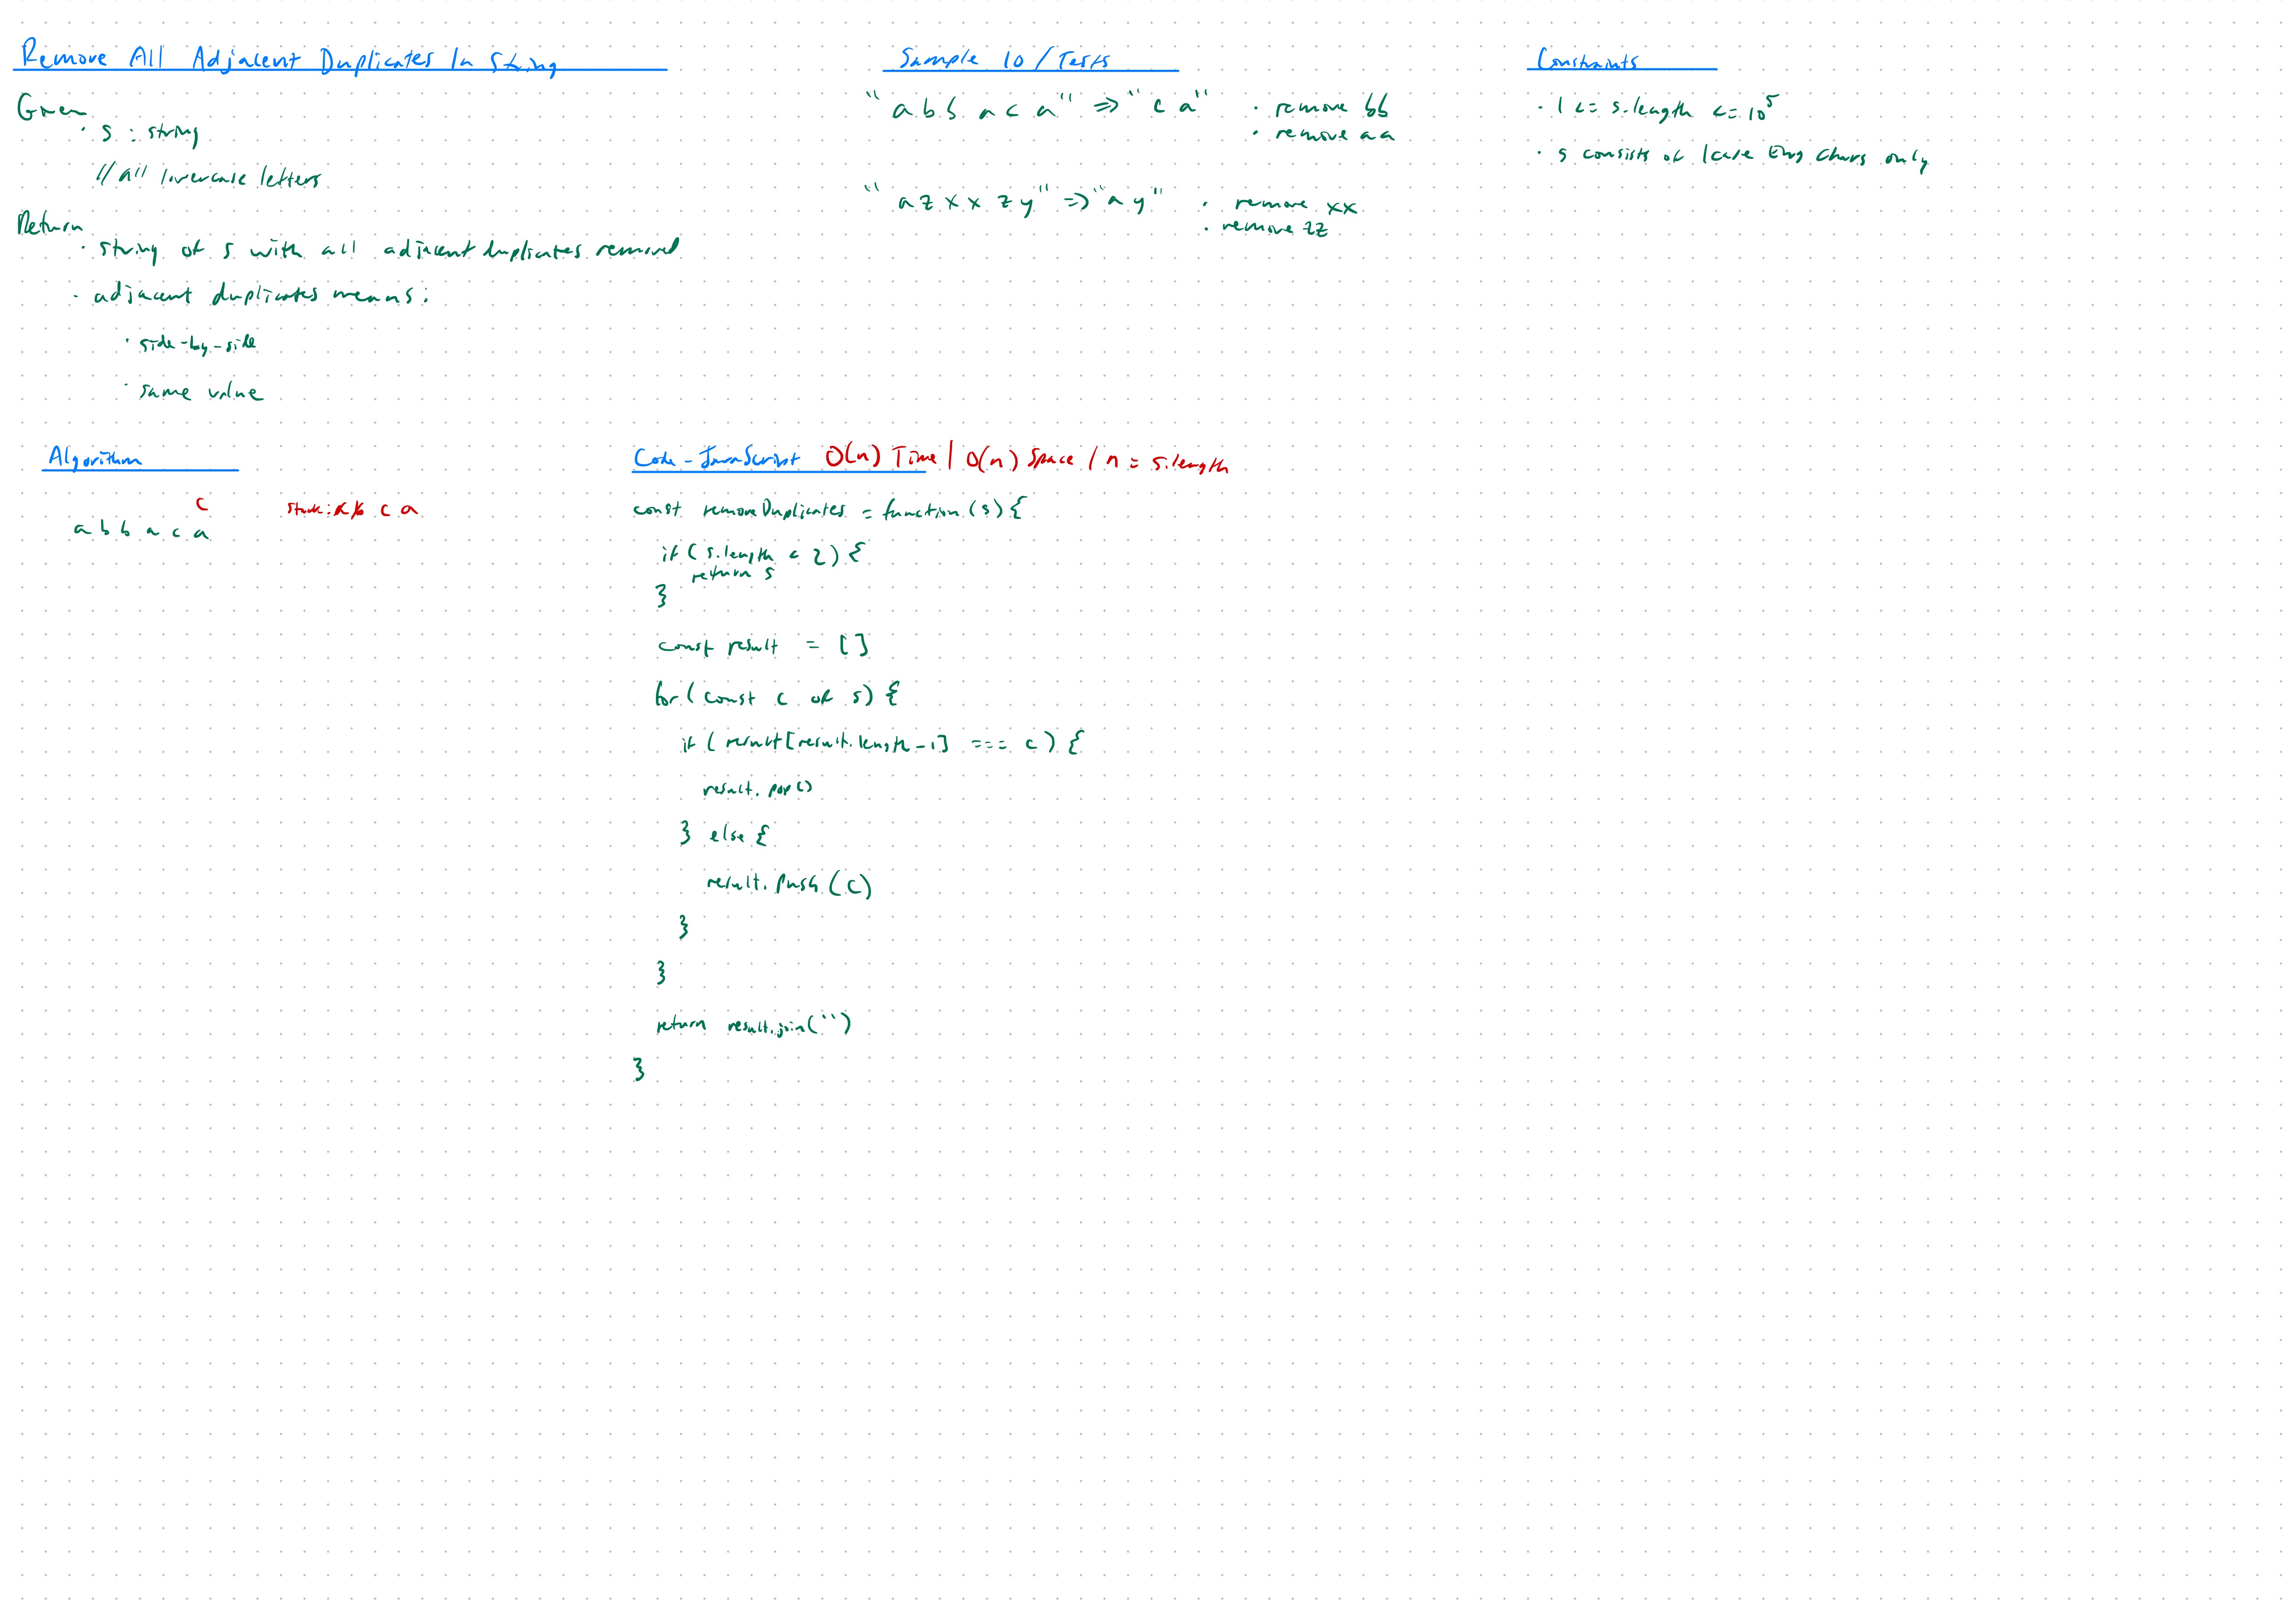 Remove All Adjacent Duplicates In String
Given
· s : string
// all lowercase letters
Return
· string of s with all adjacent duplicates removed
· adjacent duplicates means:
· side-by-side
· same value
Sample IO / Tests
"abbaca" => "ca" · remove bb
· remove aa
"azxxzy" => "ay" · remove xx
· remove zz
Constraints
· 1 <= s.length <= 10^5
· s consists of lcase Eng chars only
Algorithm
c
a b b a c a
stack: a b c a
Code - JavaScript O(n) Time | O(n) Space / n = s.length
const removeDuplicates = function(s) {
if (s.length < 2) {
return s
}
const result = []
for (const c of s) {
if (result[result.length-1] === c) {
result.pop()
} else {
result.push(c)
}
}
return result.join('')
}